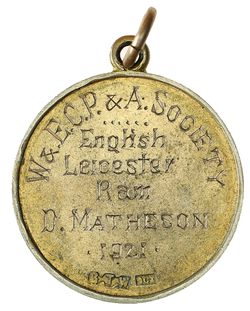 W & E.C.P. & A. SOCIETY
English
Leicester
Ram
D. MATHESON
·1921·